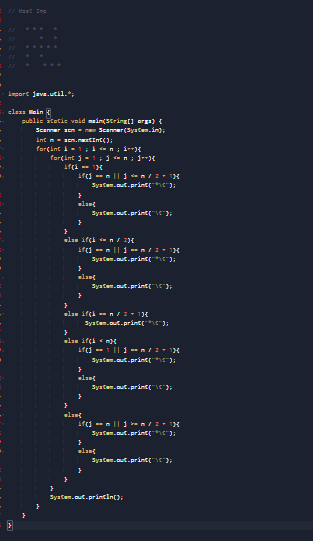 // Most Imp
//   * * *   *
//       *   *
//   * * * * *
//   *   *
//   *   * * *
import java.util.*;
class Main {
    public static void main(String[] args) {
        Scanner scn = new Scanner(System.in);
        int n = scn.nextInt();
        for(int i = 1 ; i <= n ; i++){
            for(int j = 1 ; j <= n ; j++){
                if(i == 1){
                    if(j == n || j <= n / 2 + 1){
                        System.out.print("*\t");
                    }
                    else{
                        System.out.print("\t");
                    }
                }
                else if(i <= n / 2){
                    if(j == n || j == n / 2 + 1){
                        System.out.print("*\t");
                    }
                    else{
                        System.out.print("\t");
                    }
                }
                else if(i == n / 2 + 1){
                    System.out.print("*\t");
                }
                else if(i < n){
                    if(j == 1 || j == n / 2 + 1){
                        System.out.print("*\t");
                    }
                    else{
                        System.out.print("\t");
                    }
                }
                else{
                    if(j == n || j >= n / 2 + 1){
                        System.out.print("*\t");
                    }
                    else{
                        System.out.print("\t");
                    }
                }
            }
            System.out.println();
        }
    }
}